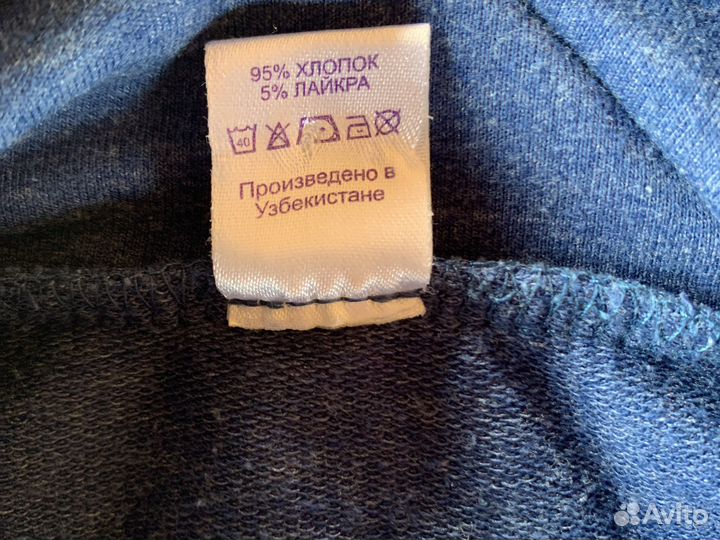 95% ХЛОПОК
5% ЛАЙКРА
40
Произведено в
Узбекистане
Avito